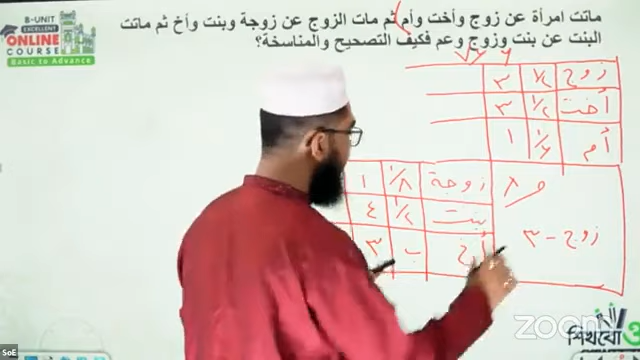 ماتت امرأة عن زوج وأخت وأم ثم مات الزوج عن زوجة وبنت وأخ ثم ماتت
البنت عن بنت وزوج وعم فكيف التصحيح والمناسخة؟
B-UNIT
EXCELLENT
ONLINE
COURSE
Basic to Advance
زوج ١/٢ ٣
أخت ١/٢ ٣
أم ١/٦ ١
زوج - ٣
زوجة ١/٨ ١
بنت ١/٢ ٤
أخ ب ٣
zoom
শিখবো
SoE